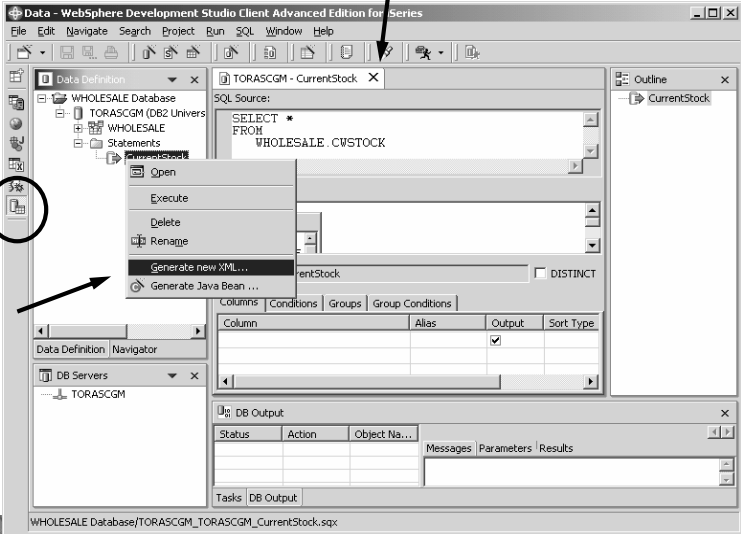 Data - WebSphere Development Studio Client Advanced Edition for iSeries
File Edit Navigate Search Project Run SQL Window Help
Data Definition
WHOLESALE Database
TORASCGM (DB2 Univers
WHOLESALE
Statements
CurrentStock
Open
Execute
Delete
Rename
Generate new XML...
Generate Java Bean ...
Data Definition Navigator
DB Servers
TORASCGM
TORASCGM - CurrentStock
SQL Source:
SELECT *
FROM
WHOLESALE.CWSTOCK
rentStock
DISTINCT
Columns Conditions Groups Group Conditions
Column Alias Output Sort Type
Outline
CurrentStock
DB Output
Status Action Object Na...
Messages Parameters Results
Tasks DB Output
WHOLESALE Database/TORASCGM_TORASCGM_CurrentStock.sqx